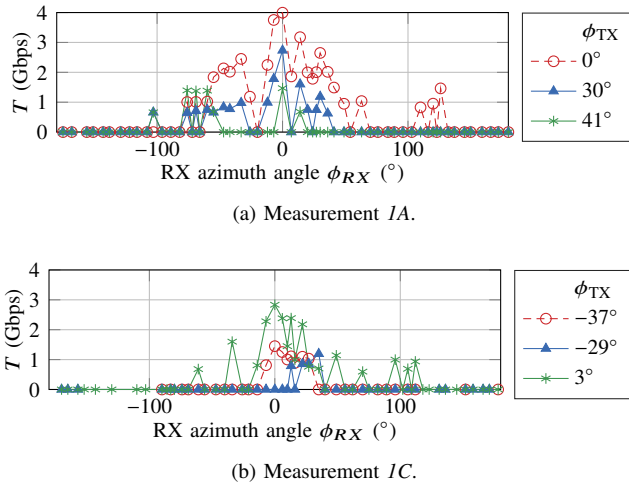 4
3
2
1
0
T (Gbps)
−100
0
100
RX azimuth angle ϕRX (°)
ϕTX
0°
30°
41°
(a) Measurement 1A.
4
3
2
1
0
T (Gbps)
−100
0
100
RX azimuth angle ϕRX (°)
ϕTX
−37°
−29°
3°
(b) Measurement 1C.